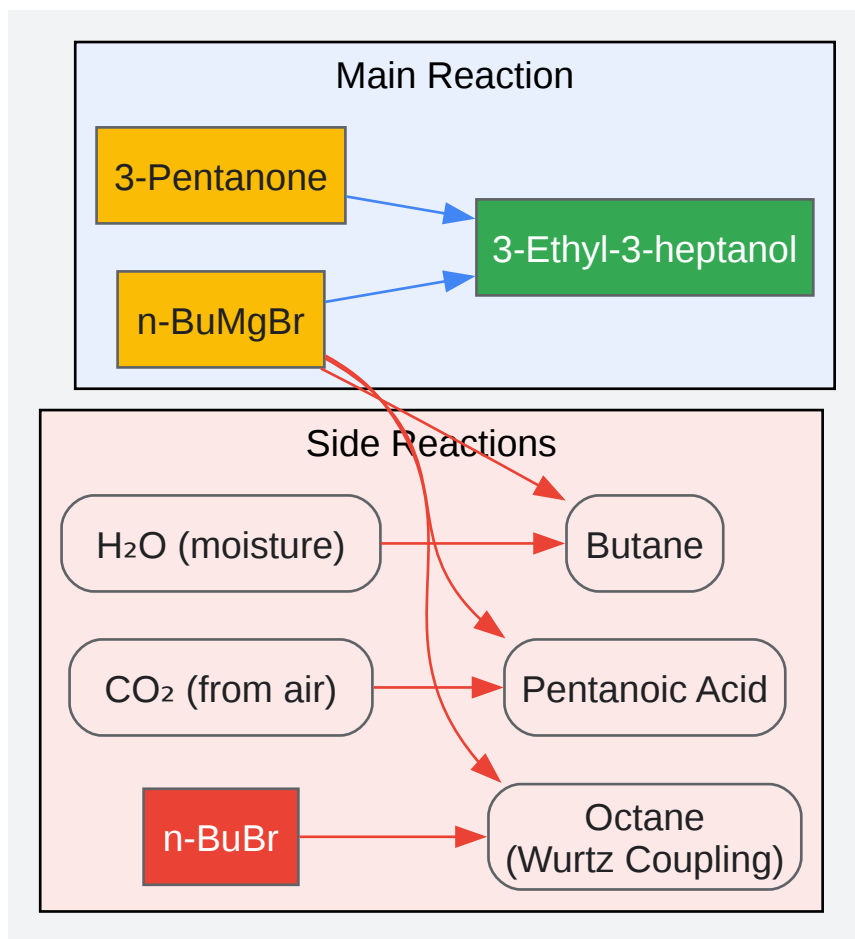 Main Reaction
3-Pentanone
3-Ethyl-3-heptanol
n-BuMgBr
Side Reactions
H₂O (moisture)
Butane
CO₂ (from air)
Pentanoic Acid
n-BuBr
Octane
(Wurtz Coupling)